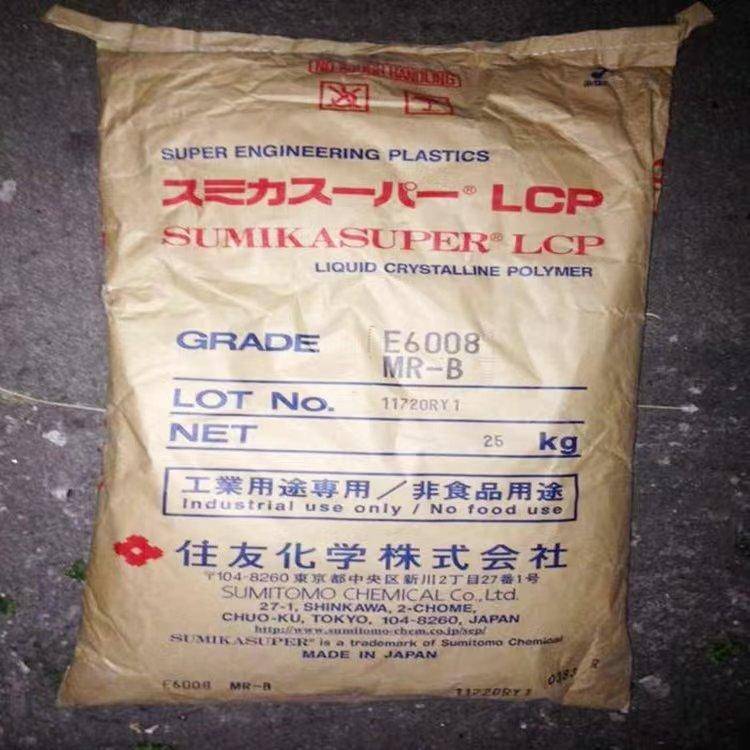 NO ROUGH HANDLING
SUPER ENGINEERING PLASTICS
スミカスーパー® LCP
SUMIKASUPER® LCP
LIQUID CRYSTALLINE POLYMER
GRADE E6008
MR-B
LOT No. 11720RY1
NET 25 kg
工業用途専用／非食品用途
Industrial use only / No food use
住友化学株式会社
〒104-8260 東京都中央区新川2丁目27番1号
SUMITOMO CHEMICAL Co., Ltd.
27-1, SHINKAWA, 2-CHOME,
CHUO-KU, TOKYO, 104-8260, JAPAN
http://www.sumitomo-chem.co.jp/sep/
SUMIKASUPER® is a trademark of Sumitomo Chemical
MADE IN JAPAN
E6008 MR-B 11720RY1